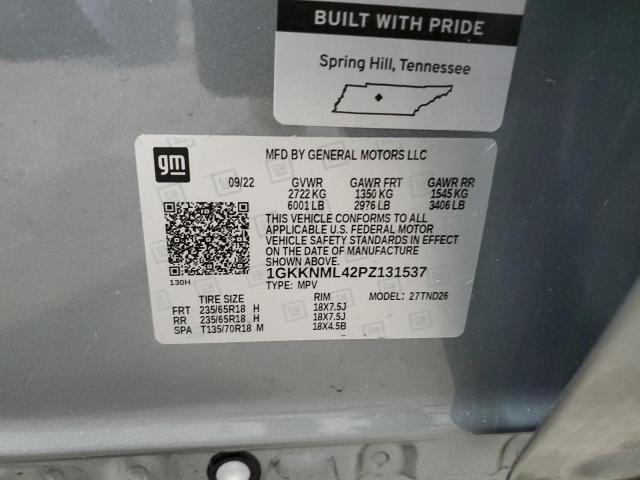 BUILT WITH PRIDE
Spring Hill, Tennessee
gm
MFD BY GENERAL MOTORS LLC
09/22 GVWR GAWR FRT GAWR RR
2722 KG 1350 KG 1545 KG
6001 LB 2976 LB 3406 LB
THIS VEHICLE CONFORMS TO ALL
APPLICABLE U.S. FEDERAL MOTOR
VEHICLE SAFETY STANDARDS IN EFFECT
ON THE DATE OF MANUFACTURE
SHOWN ABOVE.
1GKKNML42PZ131537
130H
TYPE: MPV
MODEL: 27TND26
TIRE SIZE RIM
FRT 235/65R18 H 18X7.5J
RR 235/65R18 H 18X7.5J
SPA T135/70R18 M 18X4.5B